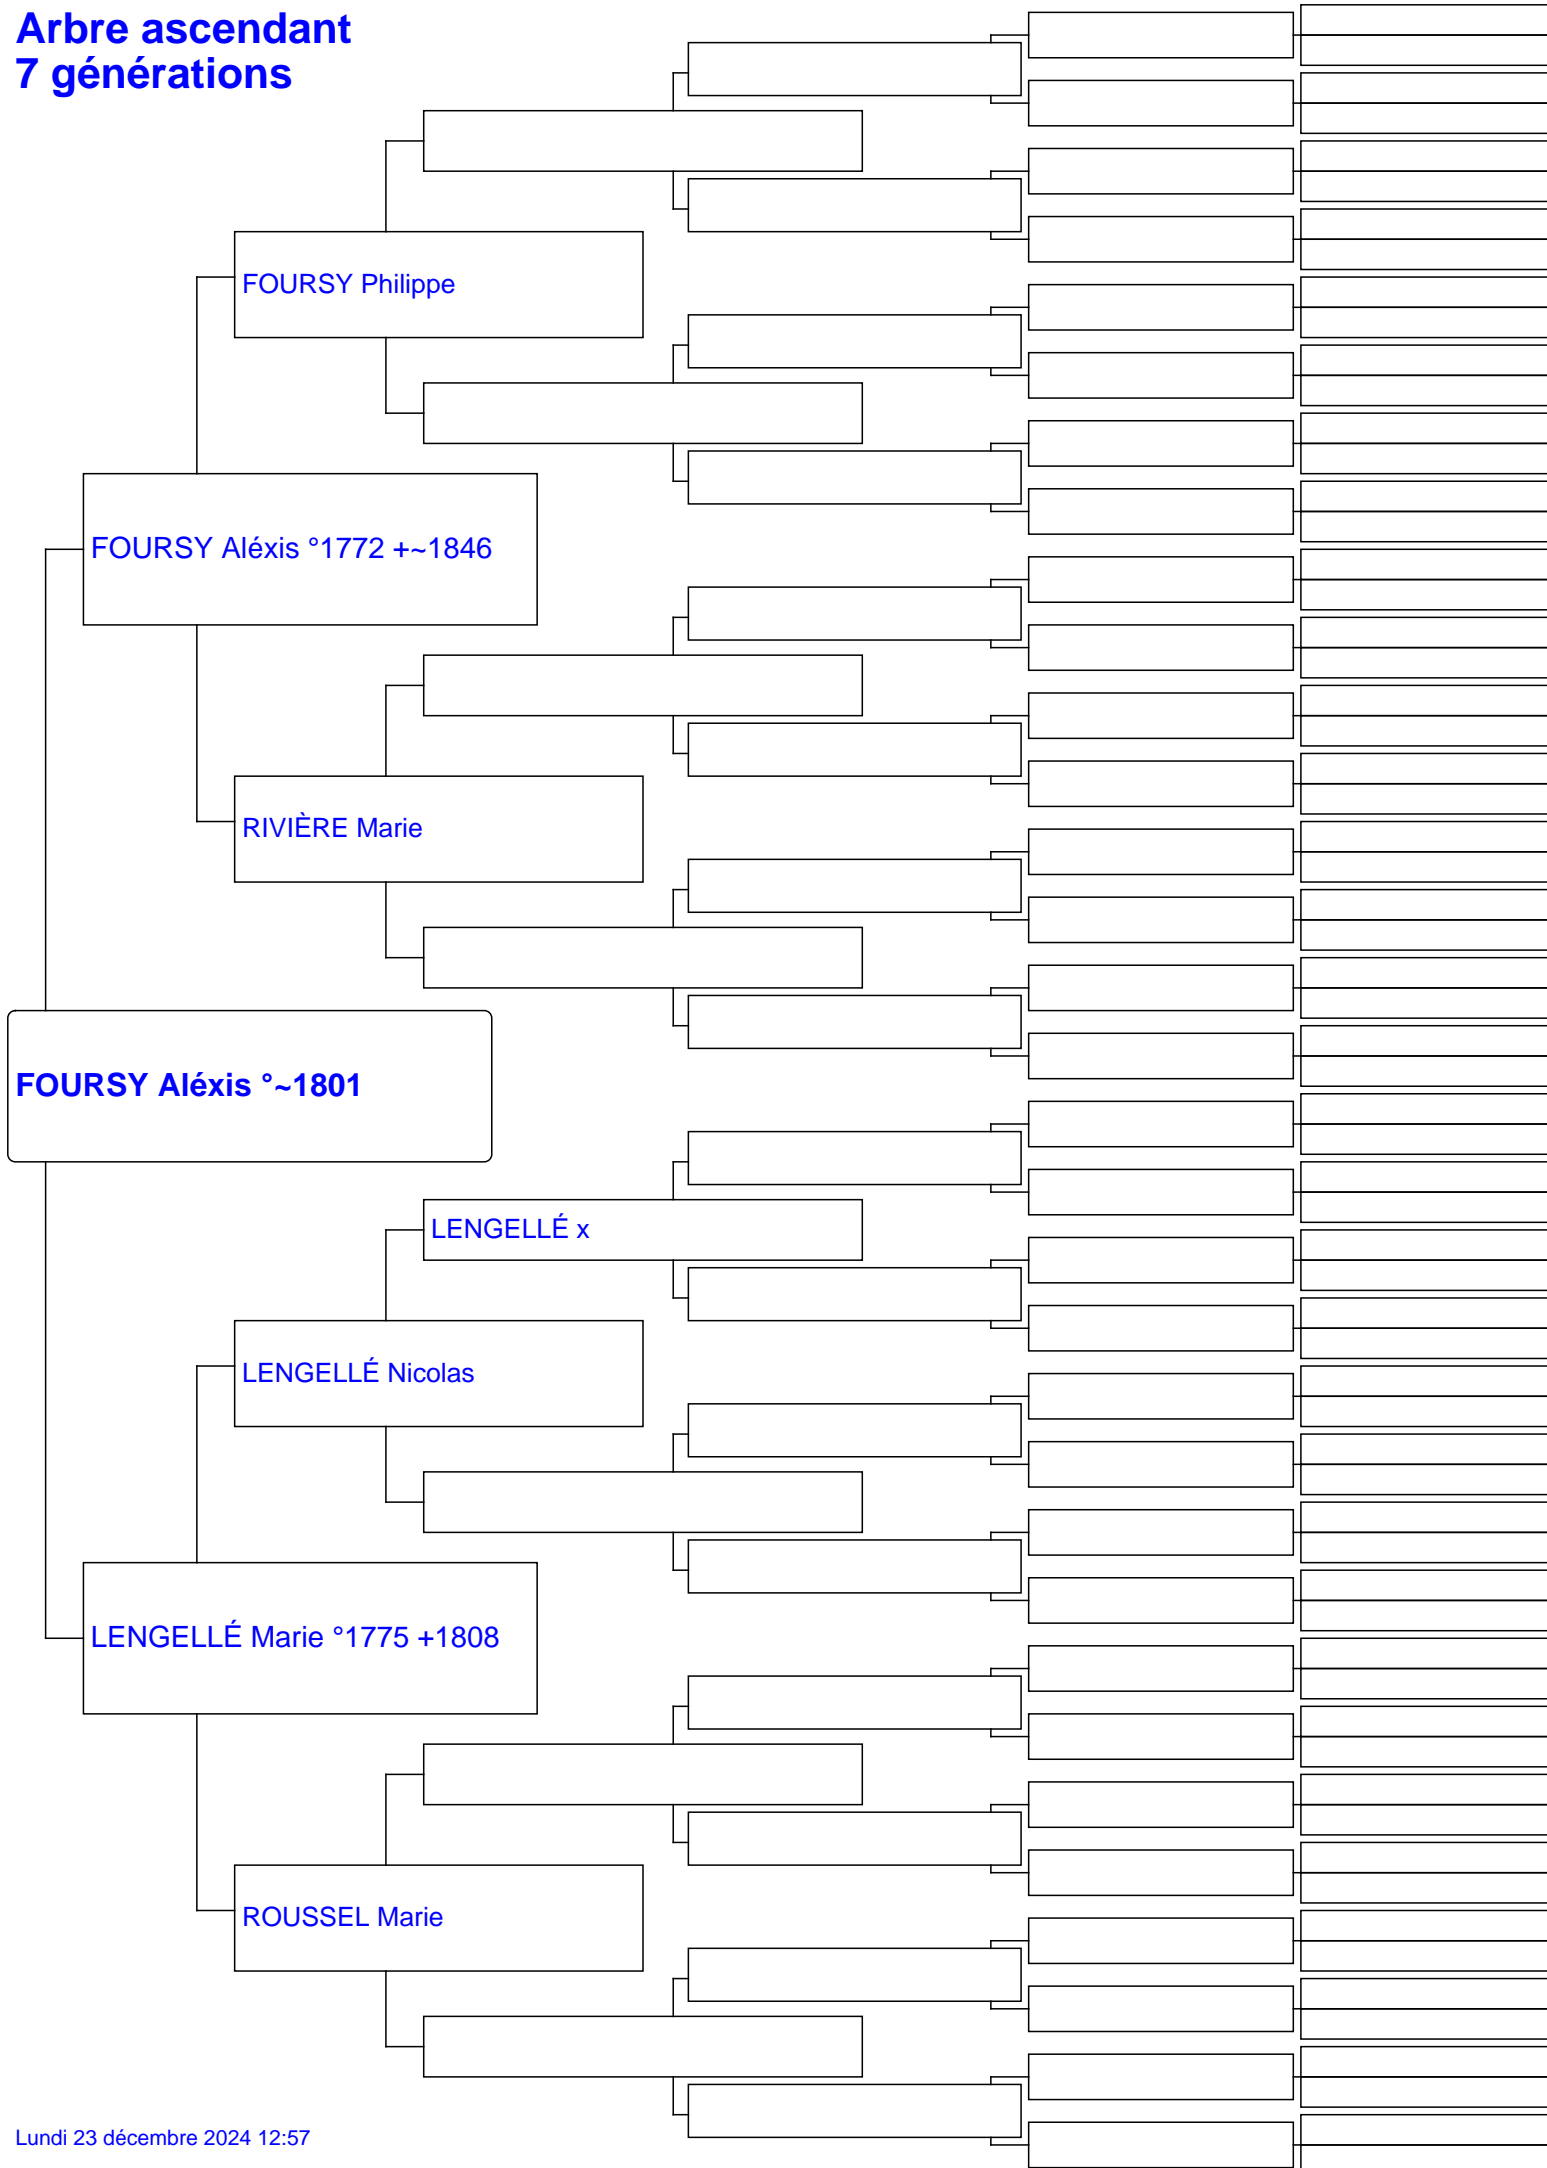 Arbre ascendant
7 générations
FOURSY Philippe
FOURSY Aléxis °1772 +~1846
RIVIÈRE Marie
FOURSY Aléxis °~1801
LENGELLÉ x
LENGELLÉ Nicolas
LENGELLÉ Marie °1775 +1808
ROUSSEL Marie
Lundi 23 décembre 2024 12:57